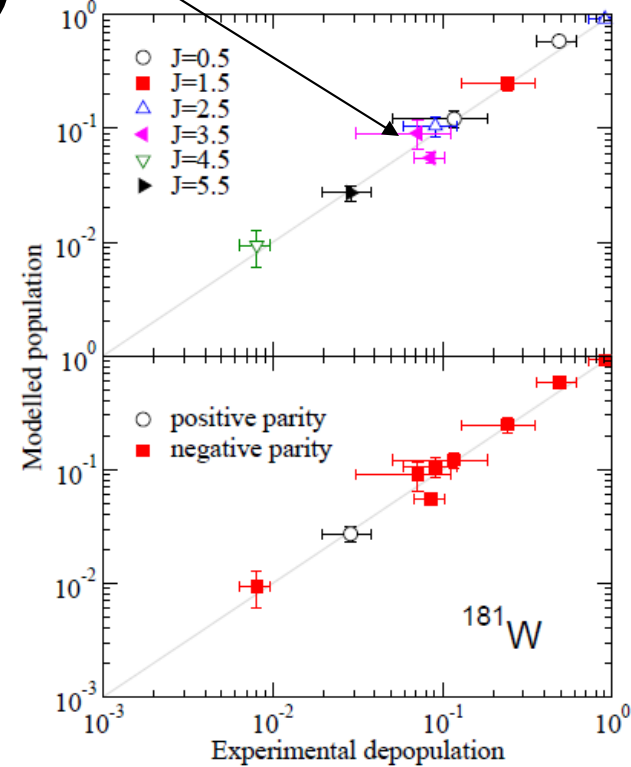 10^0
J=0.5
J=1.5
J=2.5
J=3.5
J=4.5
J=5.5
10^-1
10^-2
10^0
positive parity
negative parity
10^-1
10^-2
181W
10^-3
10^-3 10^-2 10^-1 10^0
Modelled population
Experimental depopulation